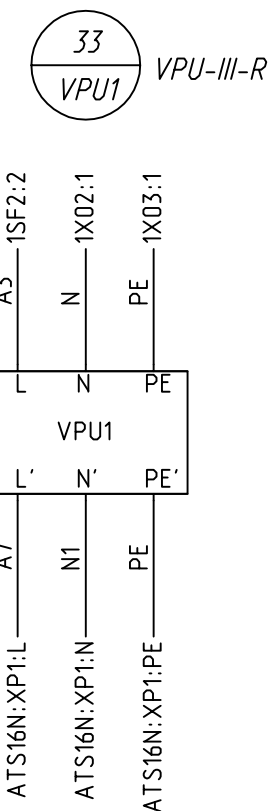 33
VPU1
VPU-III-R
1SF2:2
1X02:1
1X03:1
A3
N
PE
L
N
PE
VPU1
L'
N'
PE'
A7
N1
PE
ATS16N:XP1:L
ATS16N:XP1:N
ATS16N:XP1:PE